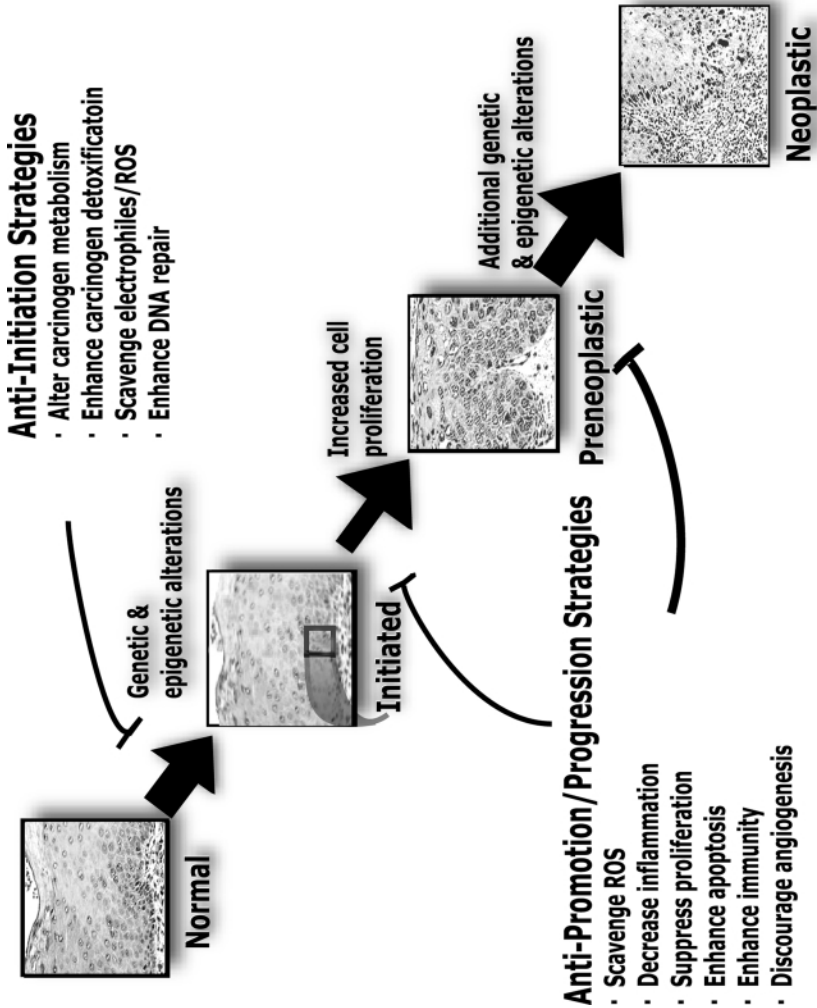 Anti-Initiation Strategies
· Alter carcinogen metabolism
· Enhance carcinogen detoxificatoin
· Scavenge electrophiles/ROS
· Enhance DNA repair
Normal
Genetic &
epigenetic alterations
Initiated
Increased cell
proliferation
Preneoplastic
Additional genetic
& epigenetic alterations
Neoplastic
Anti-Promotion/Progression Strategies
· Scavenge ROS
· Decrease inflammation
· Suppress proliferation
· Enhance apoptosis
· Enhance immunity
· Discourage angiogenesis